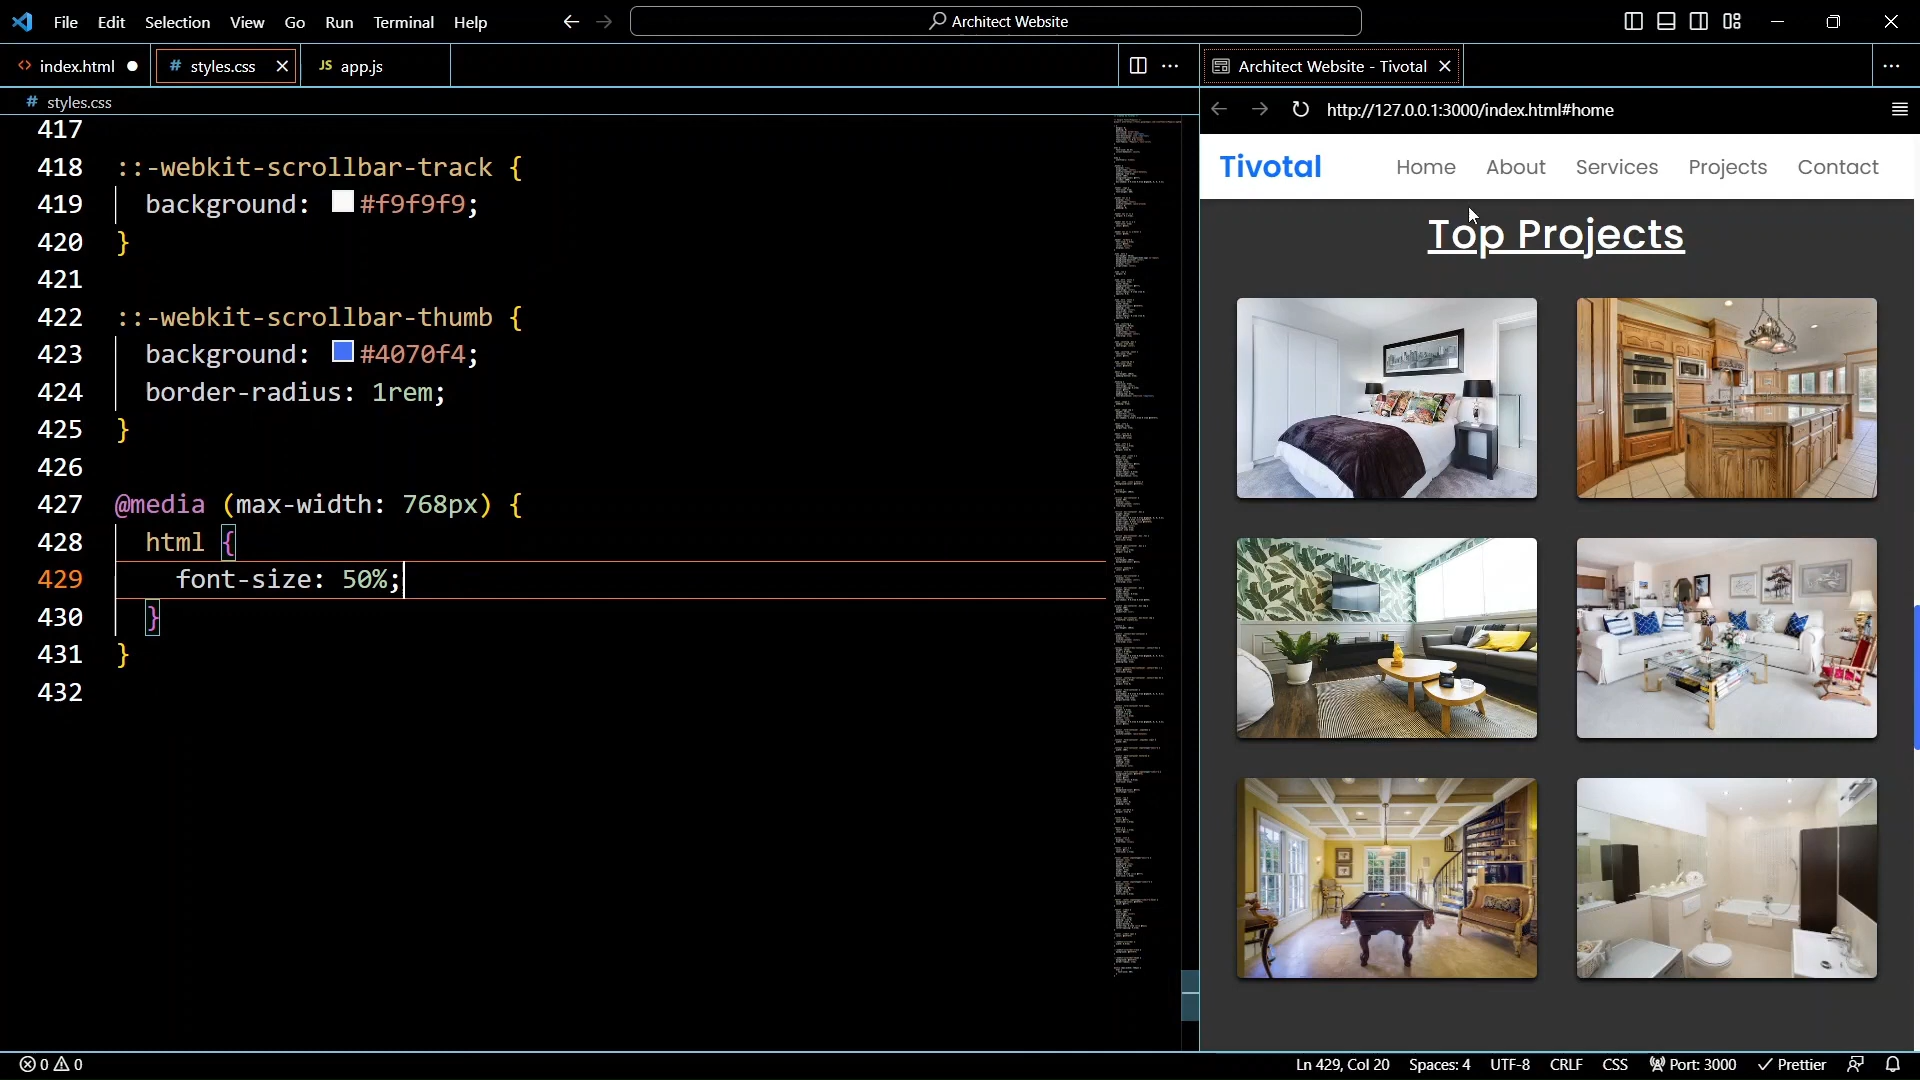 File Edit Selection View Go Run Terminal Help
Architect Website
index.html
# styles.css
JS app.js
Architect Website - Tivotal
# styles.css
http://127.0.0.1:3000/index.html#home
417
418 ::-webkit-scrollbar-track {
419 background: #f9f9f9;
420 }
421
422 ::-webkit-scrollbar-thumb {
423 background: #4070f4;
424 border-radius: 1rem;
425 }
426
427 @media (max-width: 768px) {
428 html {
429 font-size: 50%;
430 }
431 }
432
Tivotal
Home About Services Projects Contact
Top Projects
0 0
Ln 429, Col 20 Spaces: 4 UTF-8 CRLF CSS Port: 3000 Prettier